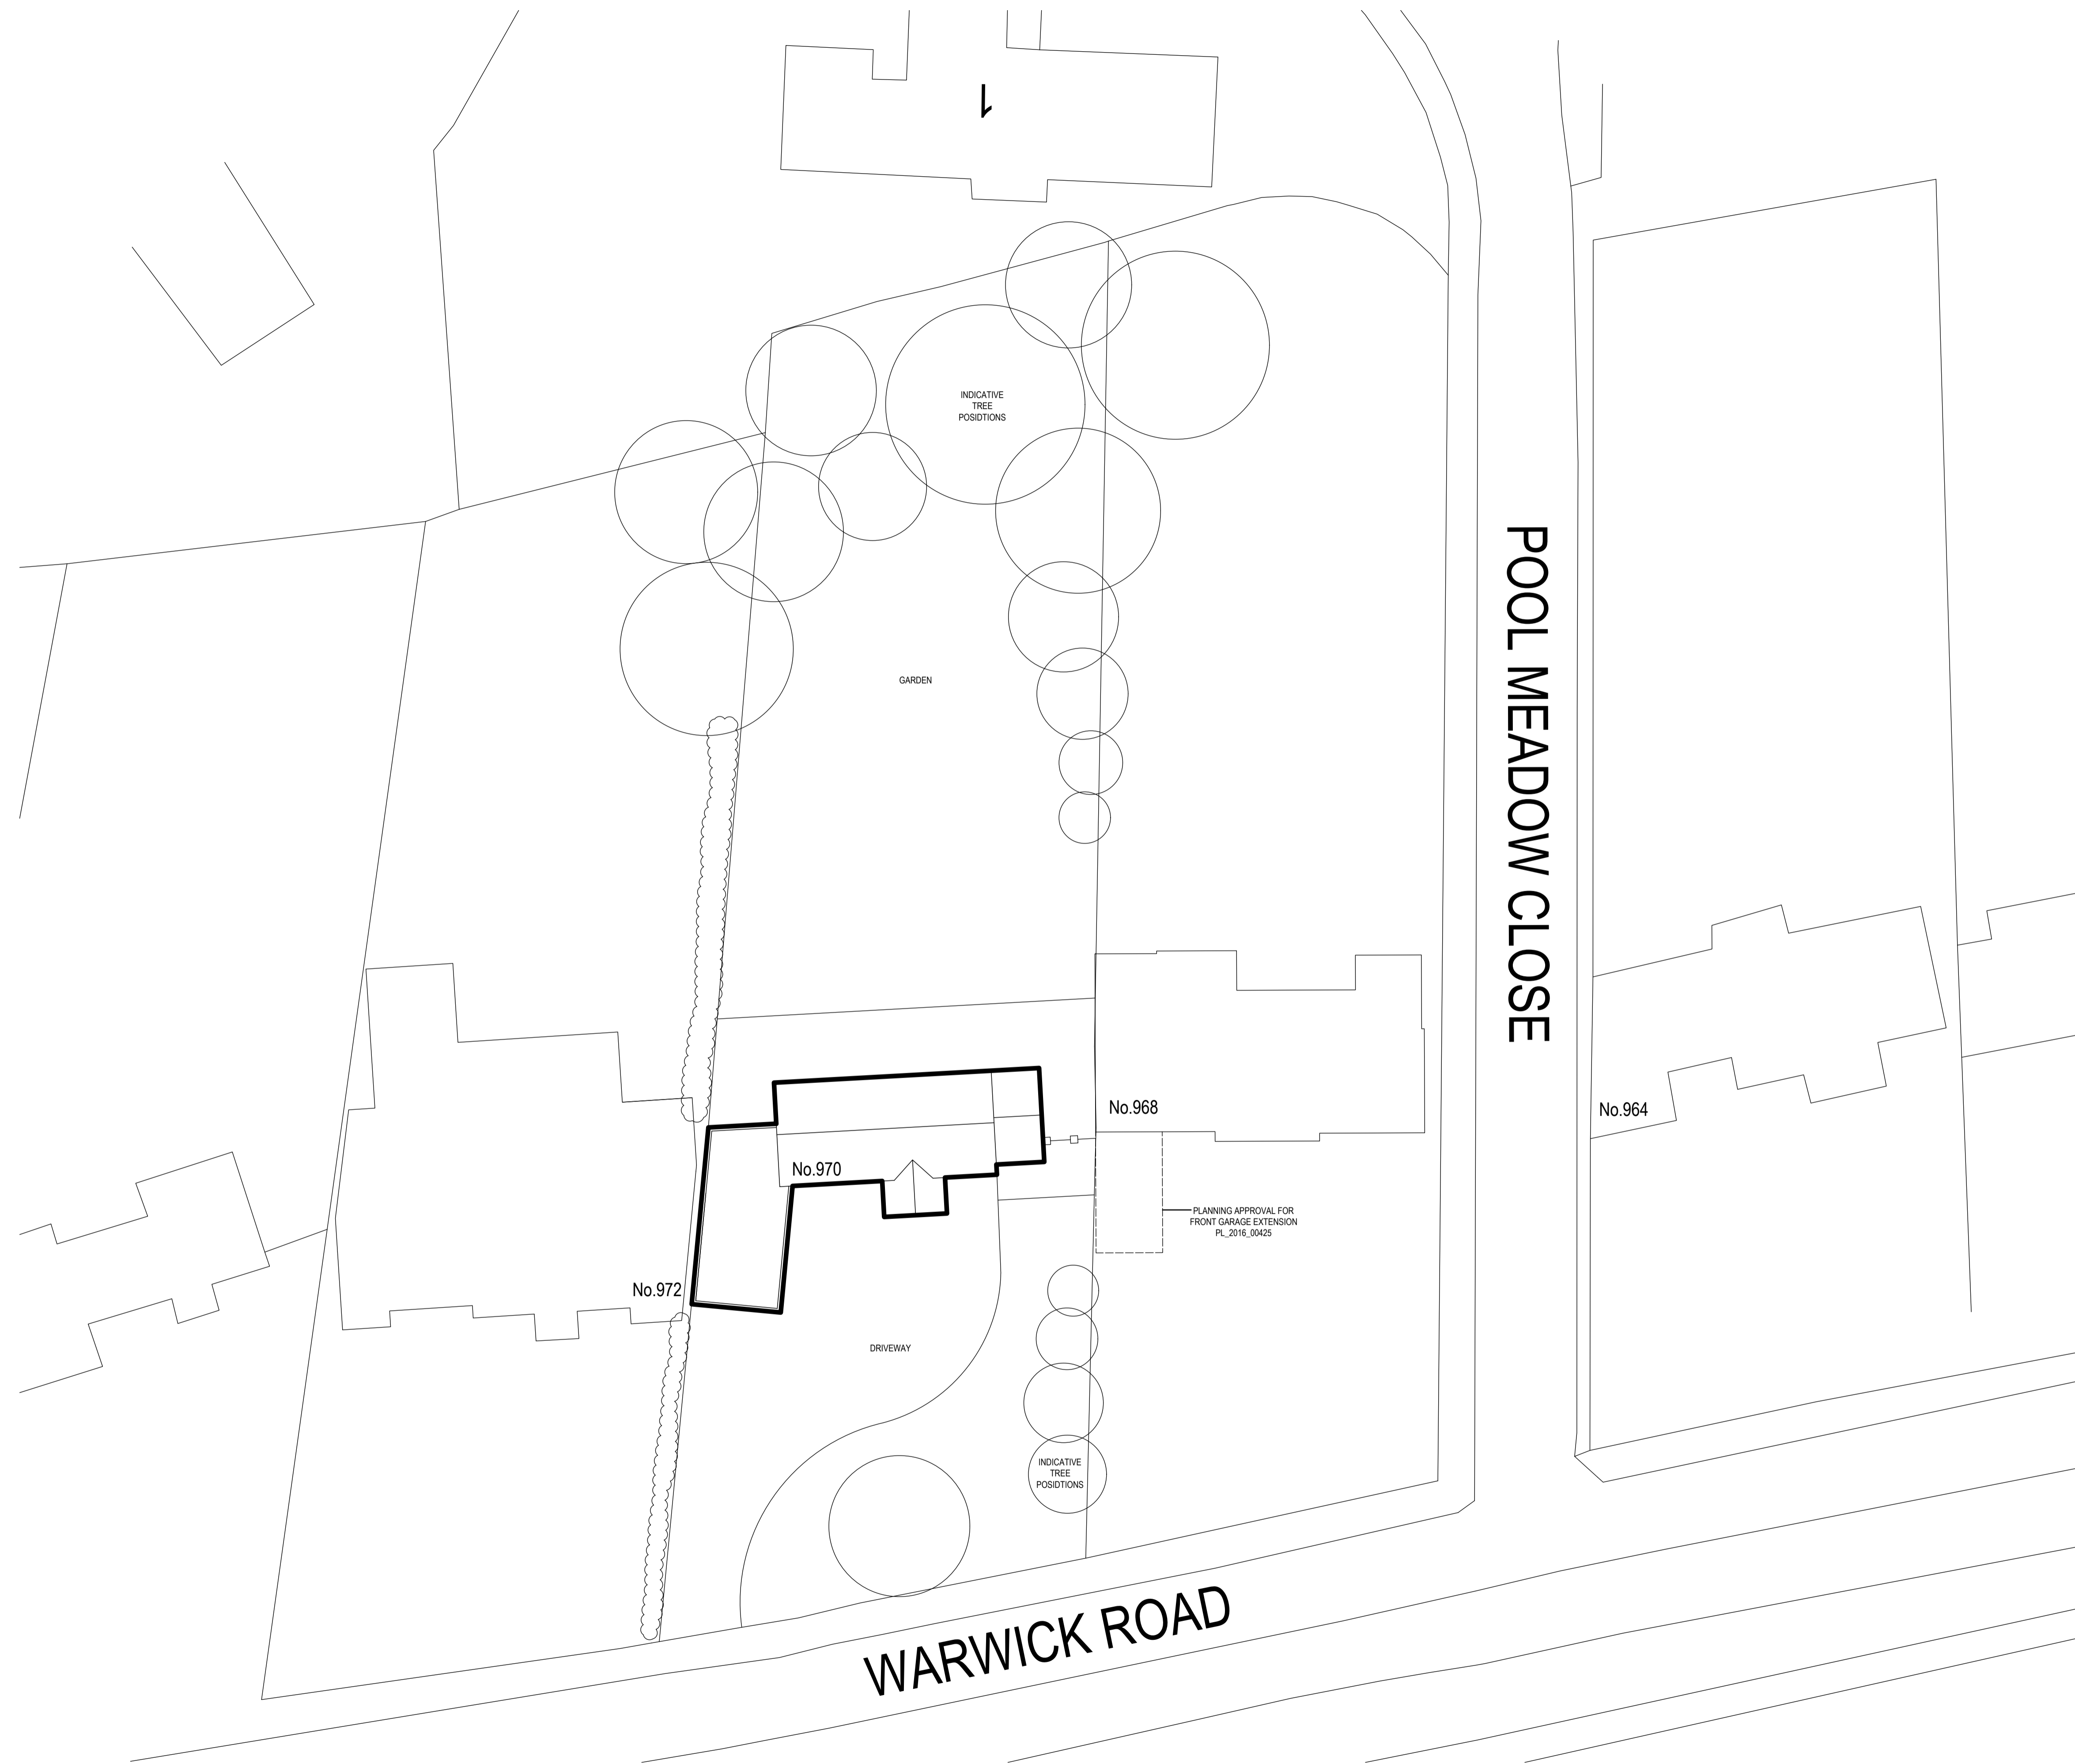 1
INDICATIVE
TREE
POSIDTIONS
GARDEN
POOL MEADOW CLOSE
No.968
No.964
No.970
PLANNING APPROVAL FOR
FRONT GARAGE EXTENSION
PL_2016_00425
No.972
DRIVEWAY
INDICATIVE
TREE
POSIDTIONS
WARWICK ROAD